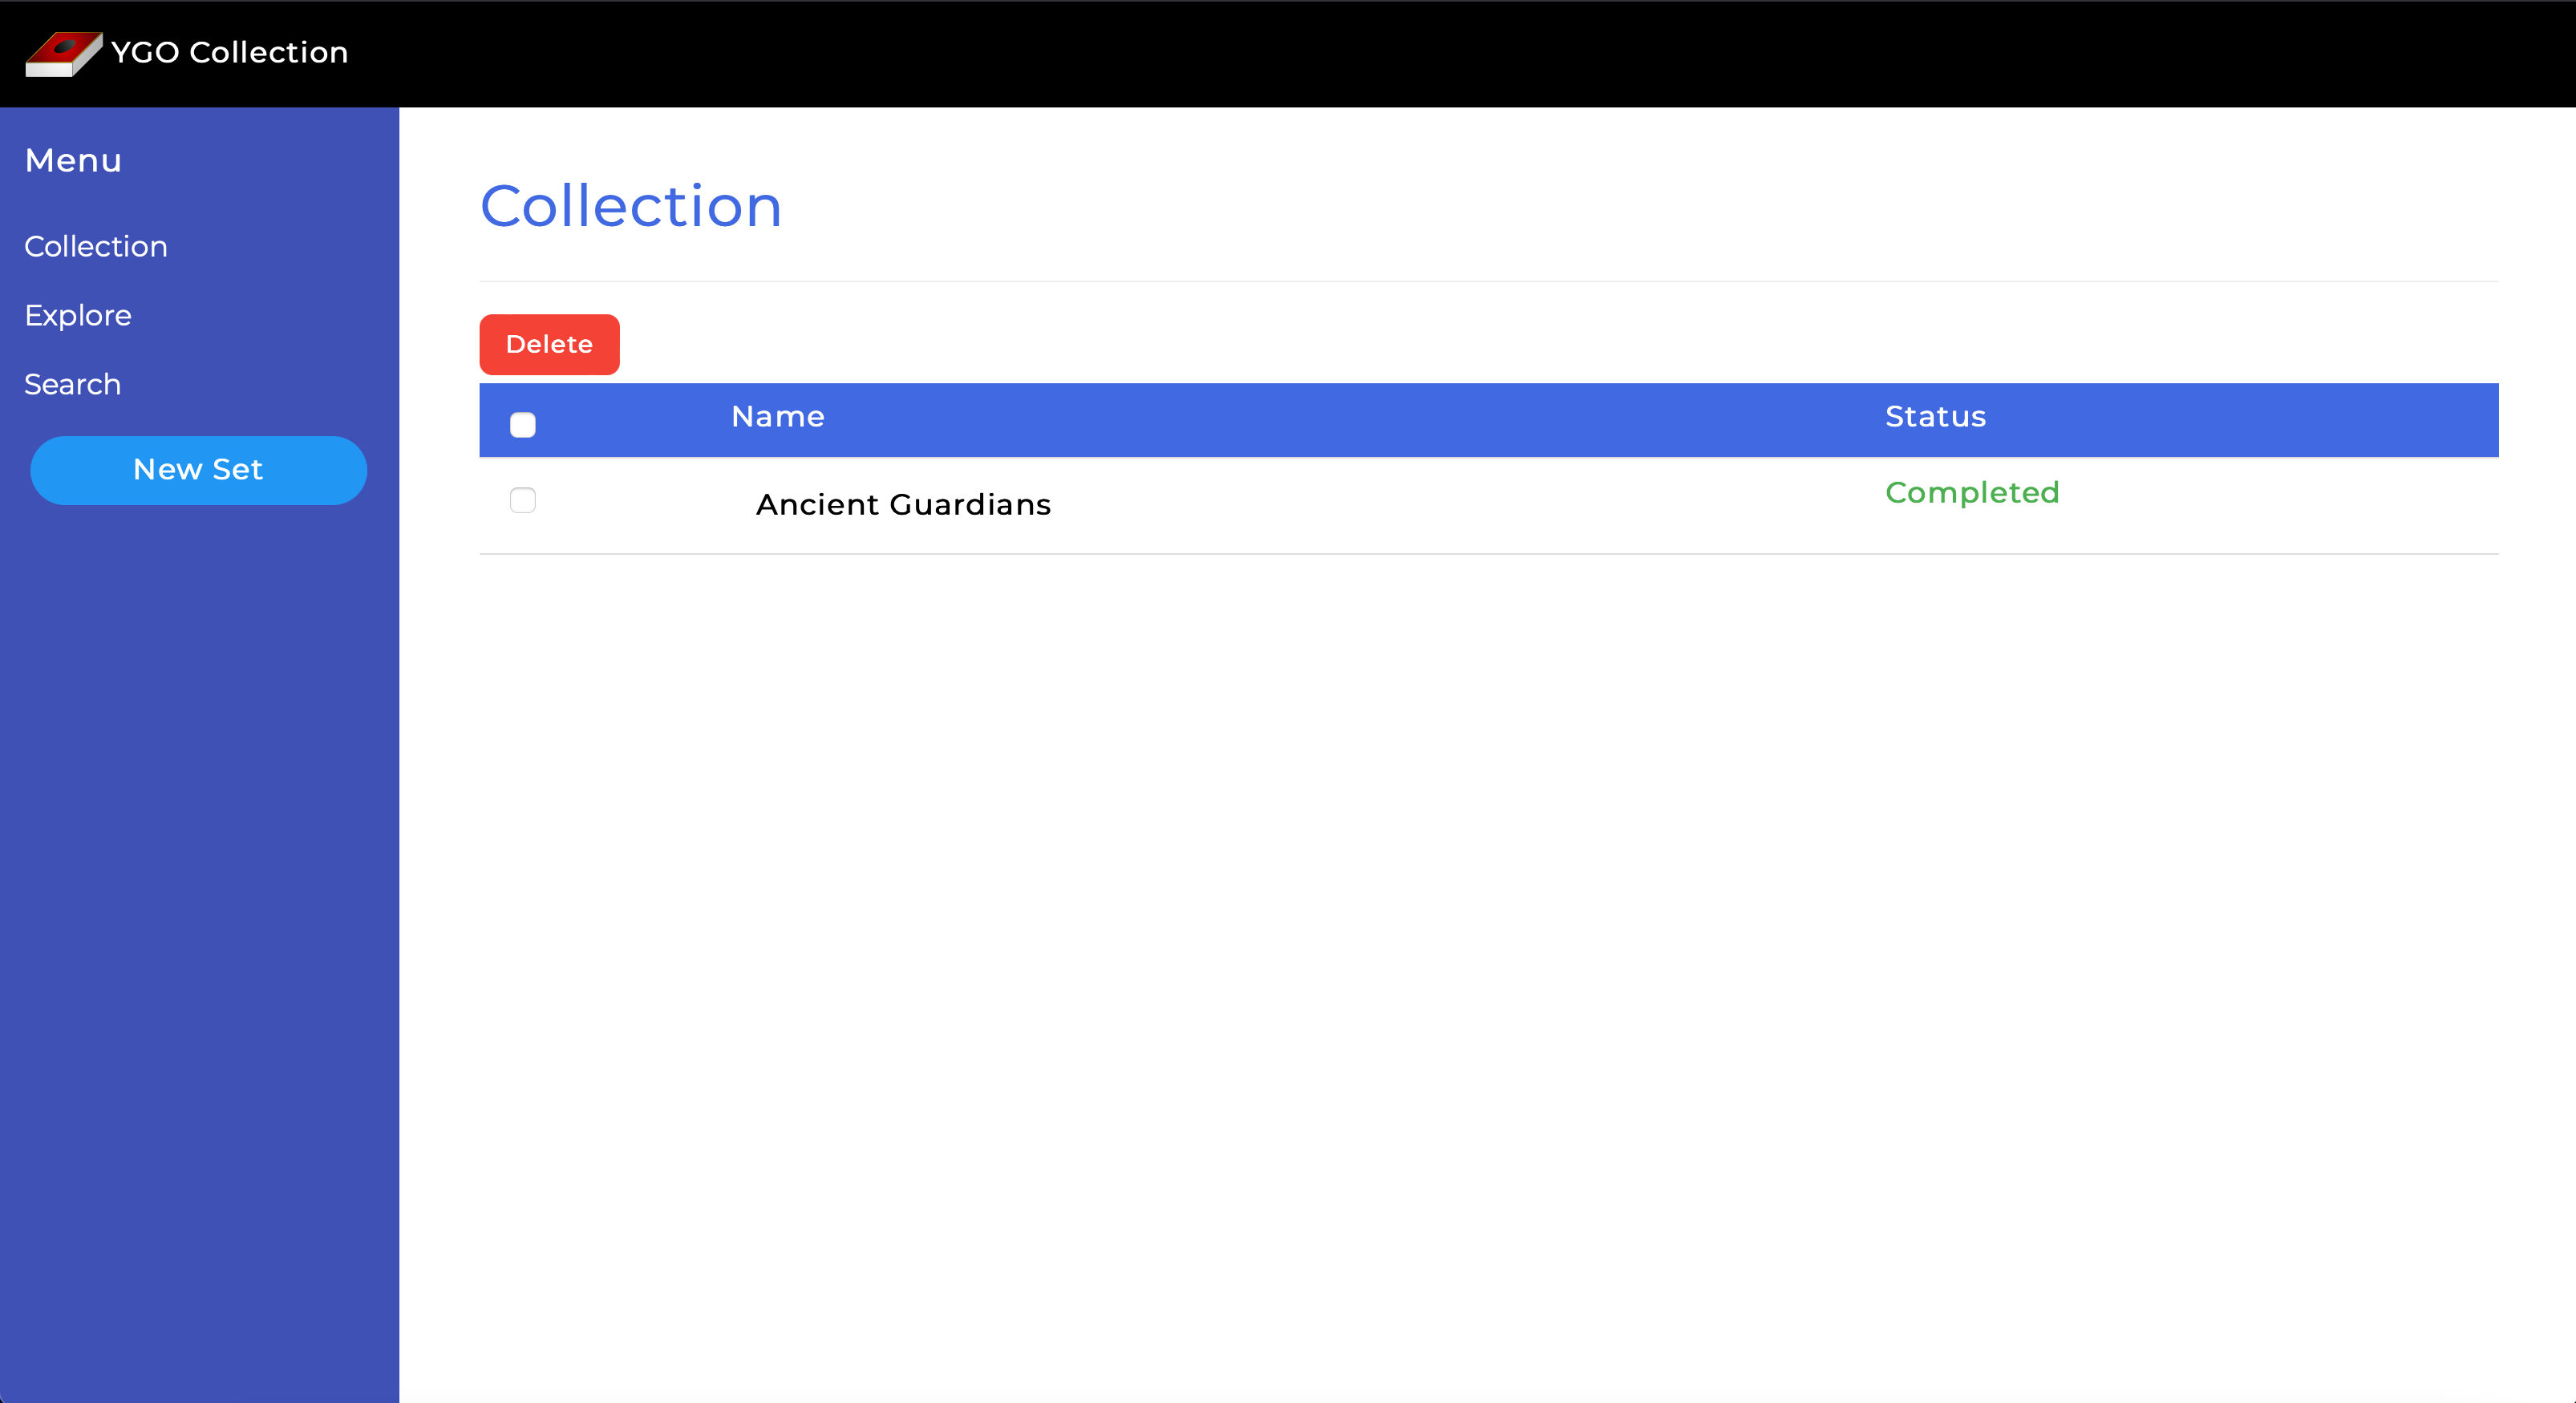 YGO Collection
Menu
Collection
Explore
Search
New Set
Collection
Delete
Name Status
Ancient Guardians Completed